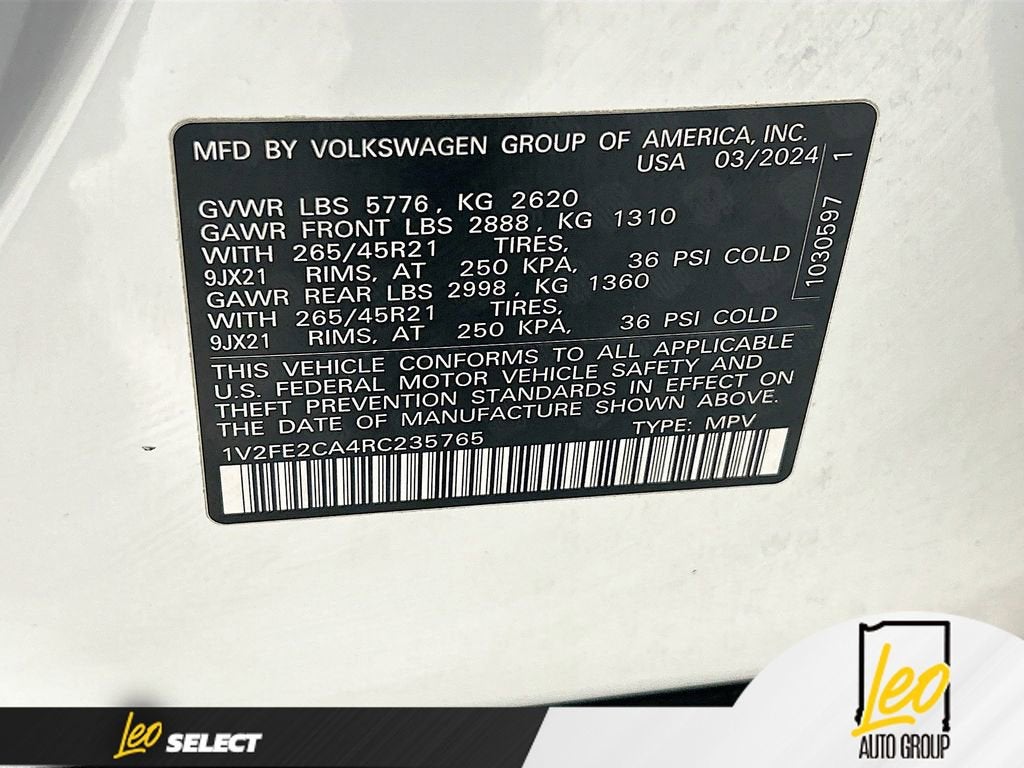 MFD BY VOLKSWAGEN GROUP OF AMERICA, INC.
USA 03/2024
1030597 1
GVWR LBS 5776, KG 2620
GAWR FRONT LBS 2888, KG 1310
WITH 265/45R21 TIRES,
9JX21 RIMS, AT 250 KPA, 36 PSI COLD
GAWR REAR LBS 2998, KG 1360
WITH 265/45R21 TIRES,
9JX21 RIMS, AT 250 KPA, 36 PSI COLD
THIS VEHICLE CONFORMS TO ALL APPLICABLE
U.S. FEDERAL MOTOR VEHICLE SAFETY AND
THEFT PREVENTION STANDARDS IN EFFECT ON
THE DATE OF MANUFACTURE SHOWN ABOVE.
1V2FE2CA4RC235765 TYPE: MPV
Leo SELECT
Leo
AUTO GROUP